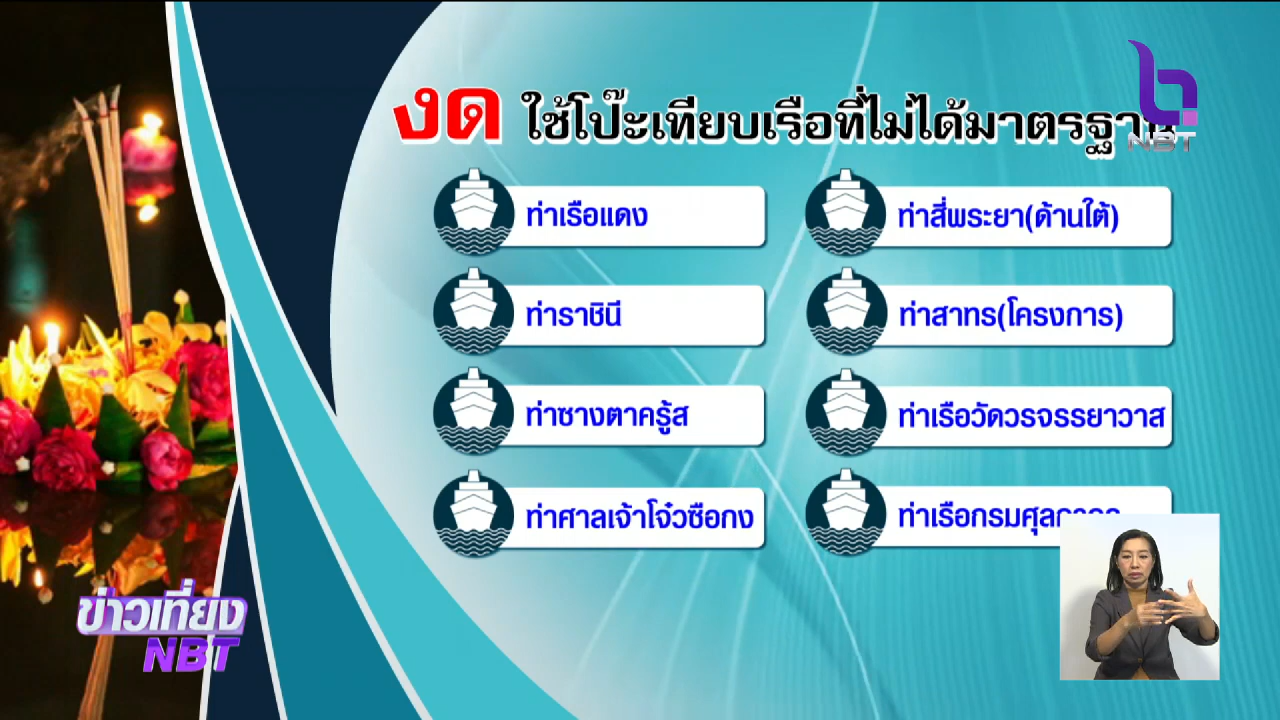 งด ใช้โป๊ะเทียบเรือที่ไม่ได้มาตรฐาน
NBT
ท่าเรือแดง
ท่าสี่พระยา(ด้านใต้)
ท่าราชินี
ท่าสาทร(โครงการ)
ท่าซางตาครู้ส
ท่าเรือวัดวรจรรยาวาส
ท่าศาลเจ้าโจ๋วซือกง
ท่าเรือกรมศุลกากร
ข่าวเที่ยง
NBT